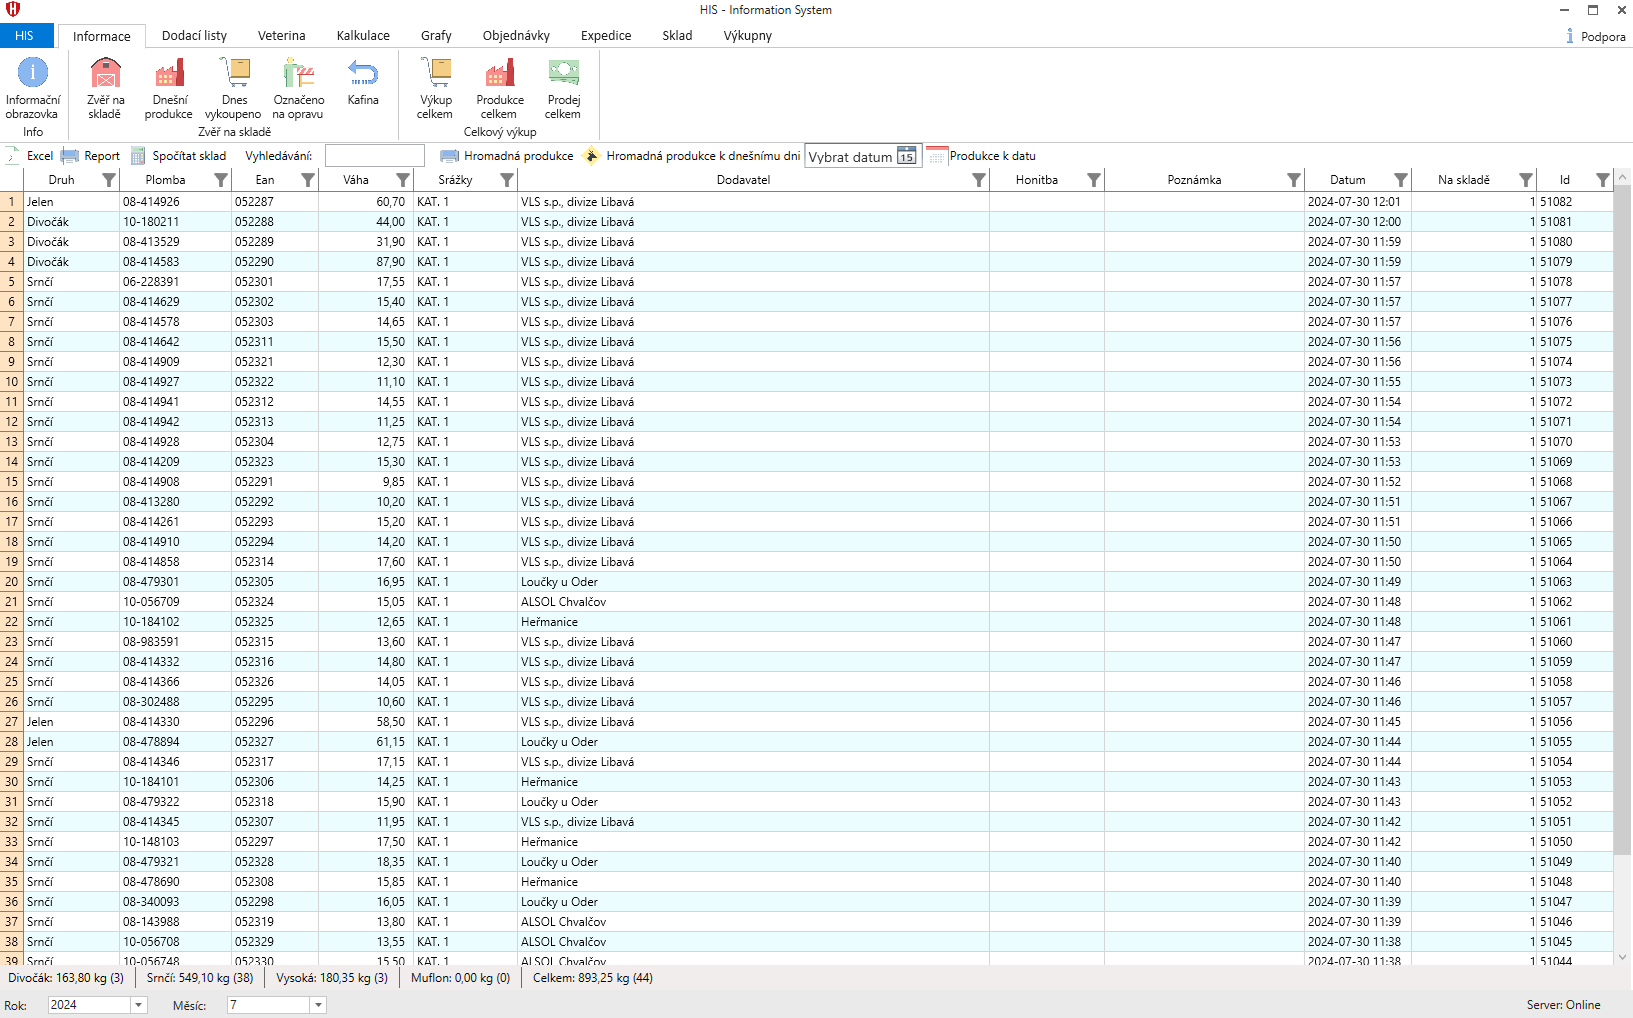 HIS - Information System
HIS Informace Dodací listy Veterina Kalkulace Grafy Objednávky Expedice Sklad Výkupny Podpora
Informační obrazovka Zvěř na skladě Dnešní produkce Dnes vykoupeno Označeno na opravu Kafina Výkup celkem Produkce celkem Prodej celkem
Info Zvěř na skladě Celkový výkup
Excel Report Spočítat sklad Vyhledávání: Hromadná produkce Hromadná produkce k dnešnímu dni Vybrat datum 15 Produkce k datu
Druh Plomba Ean Váha Srážky Dodavatel Honitba Poznámka Datum Na skladě Id
1 Jelen 08-414926 052287 60,70 KAT. 1 VLS s.p., divize Libavá 2024-07-30 12:01 1 51082
2 Divočák 10-180211 052288 44,00 KAT. 1 VLS s.p., divize Libavá 2024-07-30 12:00 1 51081
3 Divočák 08-413529 052289 31,90 KAT. 1 VLS s.p., divize Libavá 2024-07-30 11:59 1 51080
4 Divočák 08-414583 052290 87,90 KAT. 1 VLS s.p., divize Libavá 2024-07-30 11:59 1 51079
5 Srnčí 06-228391 052301 17,55 KAT. 1 VLS s.p., divize Libavá 2024-07-30 11:57 1 51078
6 Srnčí 08-414629 052302 15,40 KAT. 1 VLS s.p., divize Libavá 2024-07-30 11:57 1 51077
7 Srnčí 08-414578 052303 14,65 KAT. 1 VLS s.p., divize Libavá 2024-07-30 11:57 1 51076
8 Srnčí 08-414642 052311 15,50 KAT. 1 VLS s.p., divize Libavá 2024-07-30 11:56 1 51075
9 Srnčí 08-414909 052321 12,30 KAT. 1 VLS s.p., divize Libavá 2024-07-30 11:56 1 51074
10 Srnčí 08-414927 052322 11,10 KAT. 1 VLS s.p., divize Libavá 2024-07-30 11:55 1 51073
11 Srnčí 08-414941 052312 14,55 KAT. 1 VLS s.p., divize Libavá 2024-07-30 11:54 1 51072
12 Srnčí 08-414942 052313 11,25 KAT. 1 VLS s.p., divize Libavá 2024-07-30 11:54 1 51071
13 Srnčí 08-414928 052304 12,75 KAT. 1 VLS s.p., divize Libavá 2024-07-30 11:53 1 51070
14 Srnčí 08-414209 052323 15,30 KAT. 1 VLS s.p., divize Libavá 2024-07-30 11:53 1 51069
15 Srnčí 08-414908 052291 9,85 KAT. 1 VLS s.p., divize Libavá 2024-07-30 11:52 1 51068
16 Srnčí 08-413280 052292 10,20 KAT. 1 VLS s.p., divize Libavá 2024-07-30 11:51 1 51067
17 Srnčí 08-414261 052293 15,20 KAT. 1 VLS s.p., divize Libavá 2024-07-30 11:51 1 51066
18 Srnčí 08-414910 052294 14,20 KAT. 1 VLS s.p., divize Libavá 2024-07-30 11:50 1 51065
19 Srnčí 08-414858 052314 17,60 KAT. 1 VLS s.p., divize Libavá 2024-07-30 11:50 1 51064
20 Srnčí 08-479301 052305 16,95 KAT. 1 Loučky u Oder 2024-07-30 11:49 1 51063
21 Srnčí 10-056709 052324 15,05 KAT. 1 ALSOL Chvalčov 2024-07-30 11:48 1 51062
22 Srnčí 10-184102 052325 12,65 KAT. 1 Heřmanice 2024-07-30 11:48 1 51061
23 Srnčí 08-983591 052315 13,60 KAT. 1 VLS s.p., divize Libavá 2024-07-30 11:47 1 51060
24 Srnčí 08-414332 052316 14,80 KAT. 1 VLS s.p., divize Libavá 2024-07-30 11:47 1 51059
25 Srnčí 08-414366 052326 14,05 KAT. 1 VLS s.p., divize Libavá 2024-07-30 11:46 1 51058
26 Srnčí 08-302488 052295 10,60 KAT. 1 VLS s.p., divize Libavá 2024-07-30 11:46 1 51057
27 Jelen 08-414330 052296 58,50 KAT. 1 VLS s.p., divize Libavá 2024-07-30 11:45 1 51056
28 Jelen 08-478894 052327 61,15 KAT. 1 Loučky u Oder 2024-07-30 11:44 1 51055
29 Srnčí 08-414346 052317 17,15 KAT. 1 VLS s.p., divize Libavá 2024-07-30 11:44 1 51054
30 Srnčí 10-184101 052306 14,25 KAT. 1 Heřmanice 2024-07-30 11:43 1 51053
31 Srnčí 08-479322 052318 15,90 KAT. 1 Loučky u Oder 2024-07-30 11:43 1 51052
32 Srnčí 08-414345 052307 11,95 KAT. 1 VLS s.p., divize Libavá 2024-07-30 11:42 1 51051
33 Srnčí 10-148103 052297 17,50 KAT. 1 Heřmanice 2024-07-30 11:42 1 51050
34 Srnčí 08-479321 052328 18,35 KAT. 1 Loučky u Oder 2024-07-30 11:40 1 51049
35 Srnčí 08-478690 052308 15,85 KAT. 1 Heřmanice 2024-07-30 11:40 1 51048
36 Srnčí 08-340093 052298 16,05 KAT. 1 Loučky u Oder 2024-07-30 11:39 1 51047
37 Srnčí 08-143988 052319 13,80 KAT. 1 ALSOL Chvalčov 2024-07-30 11:39 1 51046
38 Srnčí 10-056708 052329 13,55 KAT. 1 ALSOL Chvalčov 2024-07-30 11:38 1 51045
39 Srnčí 10-056748 052330 15,50 KAT. 1 ALSOL Chvalčov 2024-07-30 11:38 1 51044
Divočák: 163,80 kg (3) Srnčí: 549,10 kg (38) Vysoká: 180,35 kg (3) Muflon: 0,00 kg (0) Celkem: 893,25 kg (44)
Rok: 2024 Měsíc: 7 Server: Online